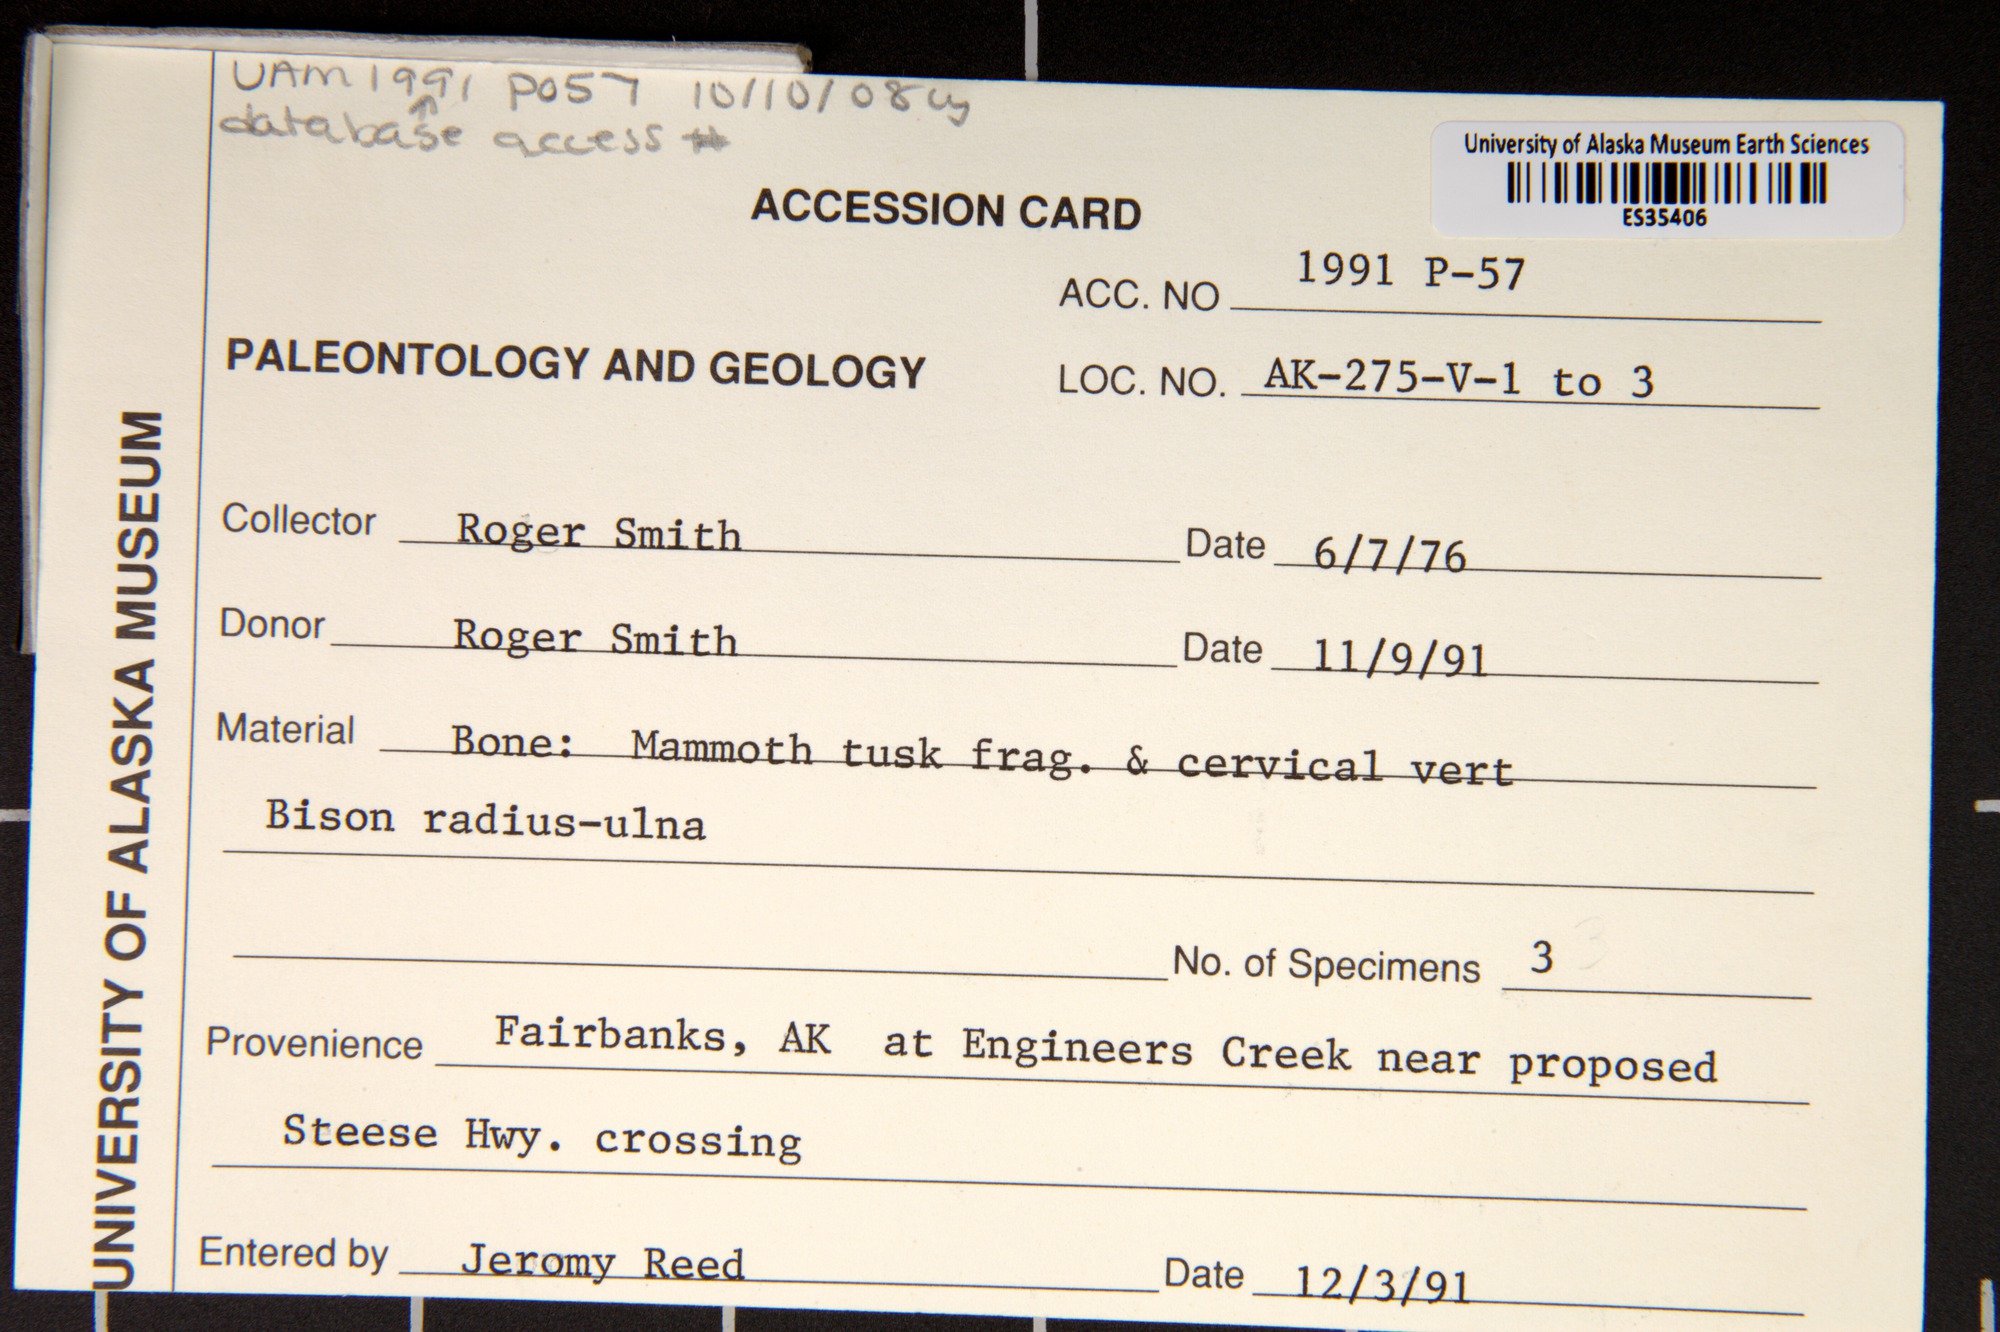 UAM 1991 P057 10/10/08 cy
database access #
University of Alaska Museum Earth Sciences
ES35406
ACCESSION CARD
ACC. NO 1991 P-57
PALEONTOLOGY AND GEOLOGY
LOC. NO. AK-275-V-1 to 3
UNIVERSITY OF ALASKA MUSEUM
Collector Roger Smith Date 6/7/76
Donor Roger Smith Date 11/9/91
Material Bone: Mammoth tusk frag. & cervical vert
Bison radius-ulna
No. of Specimens 3
Provenience Fairbanks, AK at Engineers Creek near proposed
Steese Hwy. crossing
Entered by Jeromy Reed Date 12/3/91